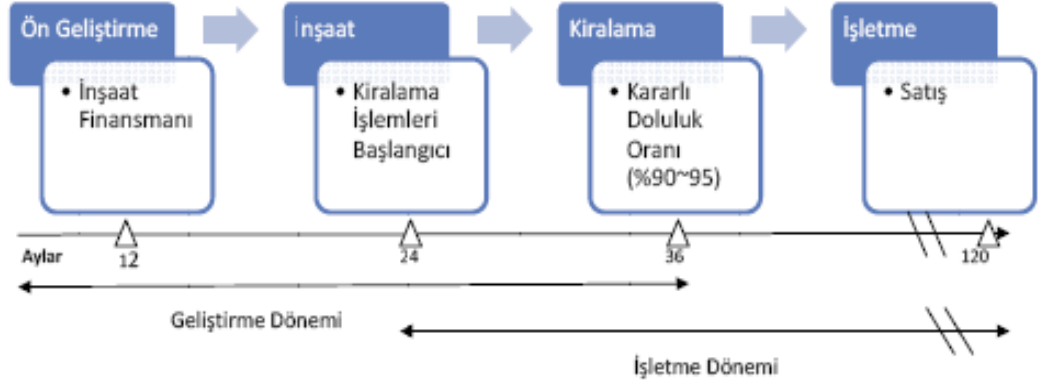 Ön Geliştirme
İnşaat
Kiralama
İşletme
• İnşaat
Finansmanı
• Kiralama
İşlemleri
Başlangıcı
• Kararlı
Doluluk
Oranı
(%90~95)
• Satış
Aylar
12
24
36
120
Geliştirme Dönemi
İşletme Dönemi